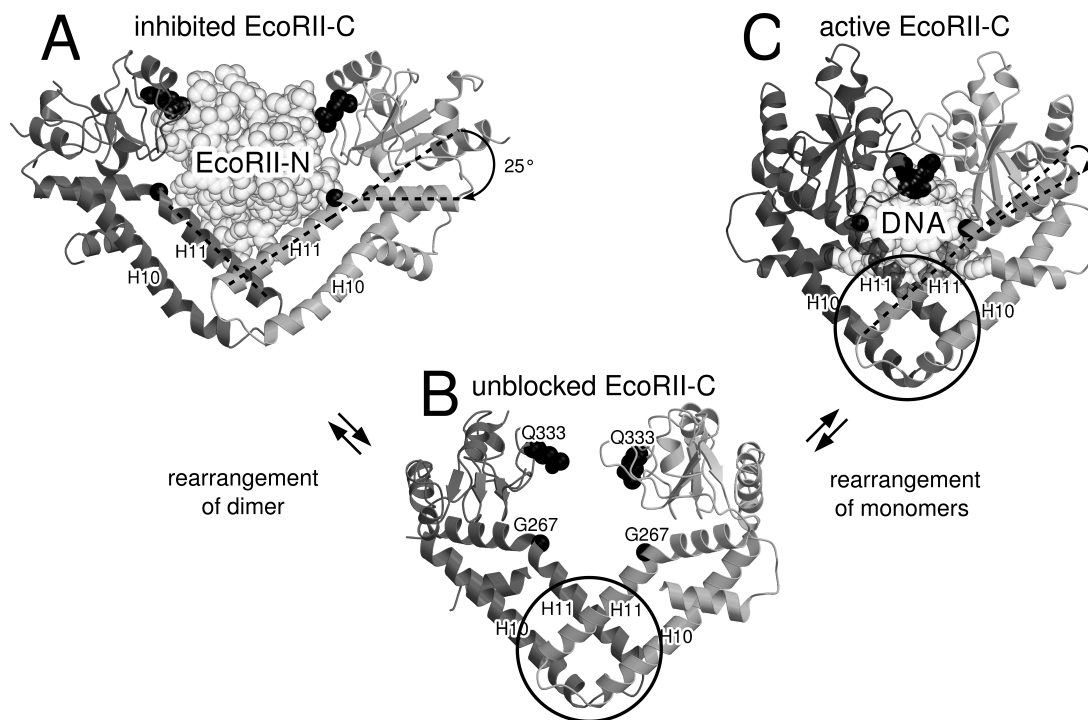 A
inhibited EcoRII-C
EcoRII-N
25°
H11
H11
H10
H10
C
active EcoRII-C
DNA
H11
H11
H10
H10
B
unblocked EcoRII-C
Q333
Q333
G267
G267
H11
H11
H10
H10
rearrangement
of dimer
rearrangement
of monomers